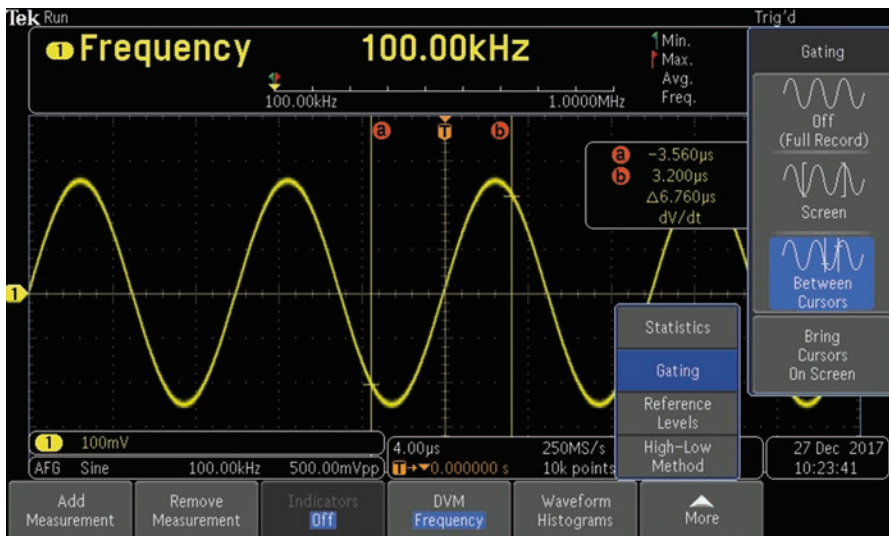 Tek Run
Trig'd
1 Frequency 100.00kHz
Min.
Max.
Avg.
Freq.
100.00kHz 1.0000MHz
a T b
a -3.560µs
b 3.200µs
Δ6.760µs
dV/dt
1
Gating
Off
(Full Record)
Screen
Between
Cursors
Bring
Cursors
On Screen
Statistics
Gating
Reference
Levels
High-Low
Method
1 100mV
AFG Sine 100.00kHz 500.00mVpp
4.00µs 250MS/s
T→▼0.000000 s 10k points
27 Dec 2017
10:23:41
Add
Measurement
Remove
Measurement
Indicators
Off
DVM
Frequency
Waveform
Histograms
More